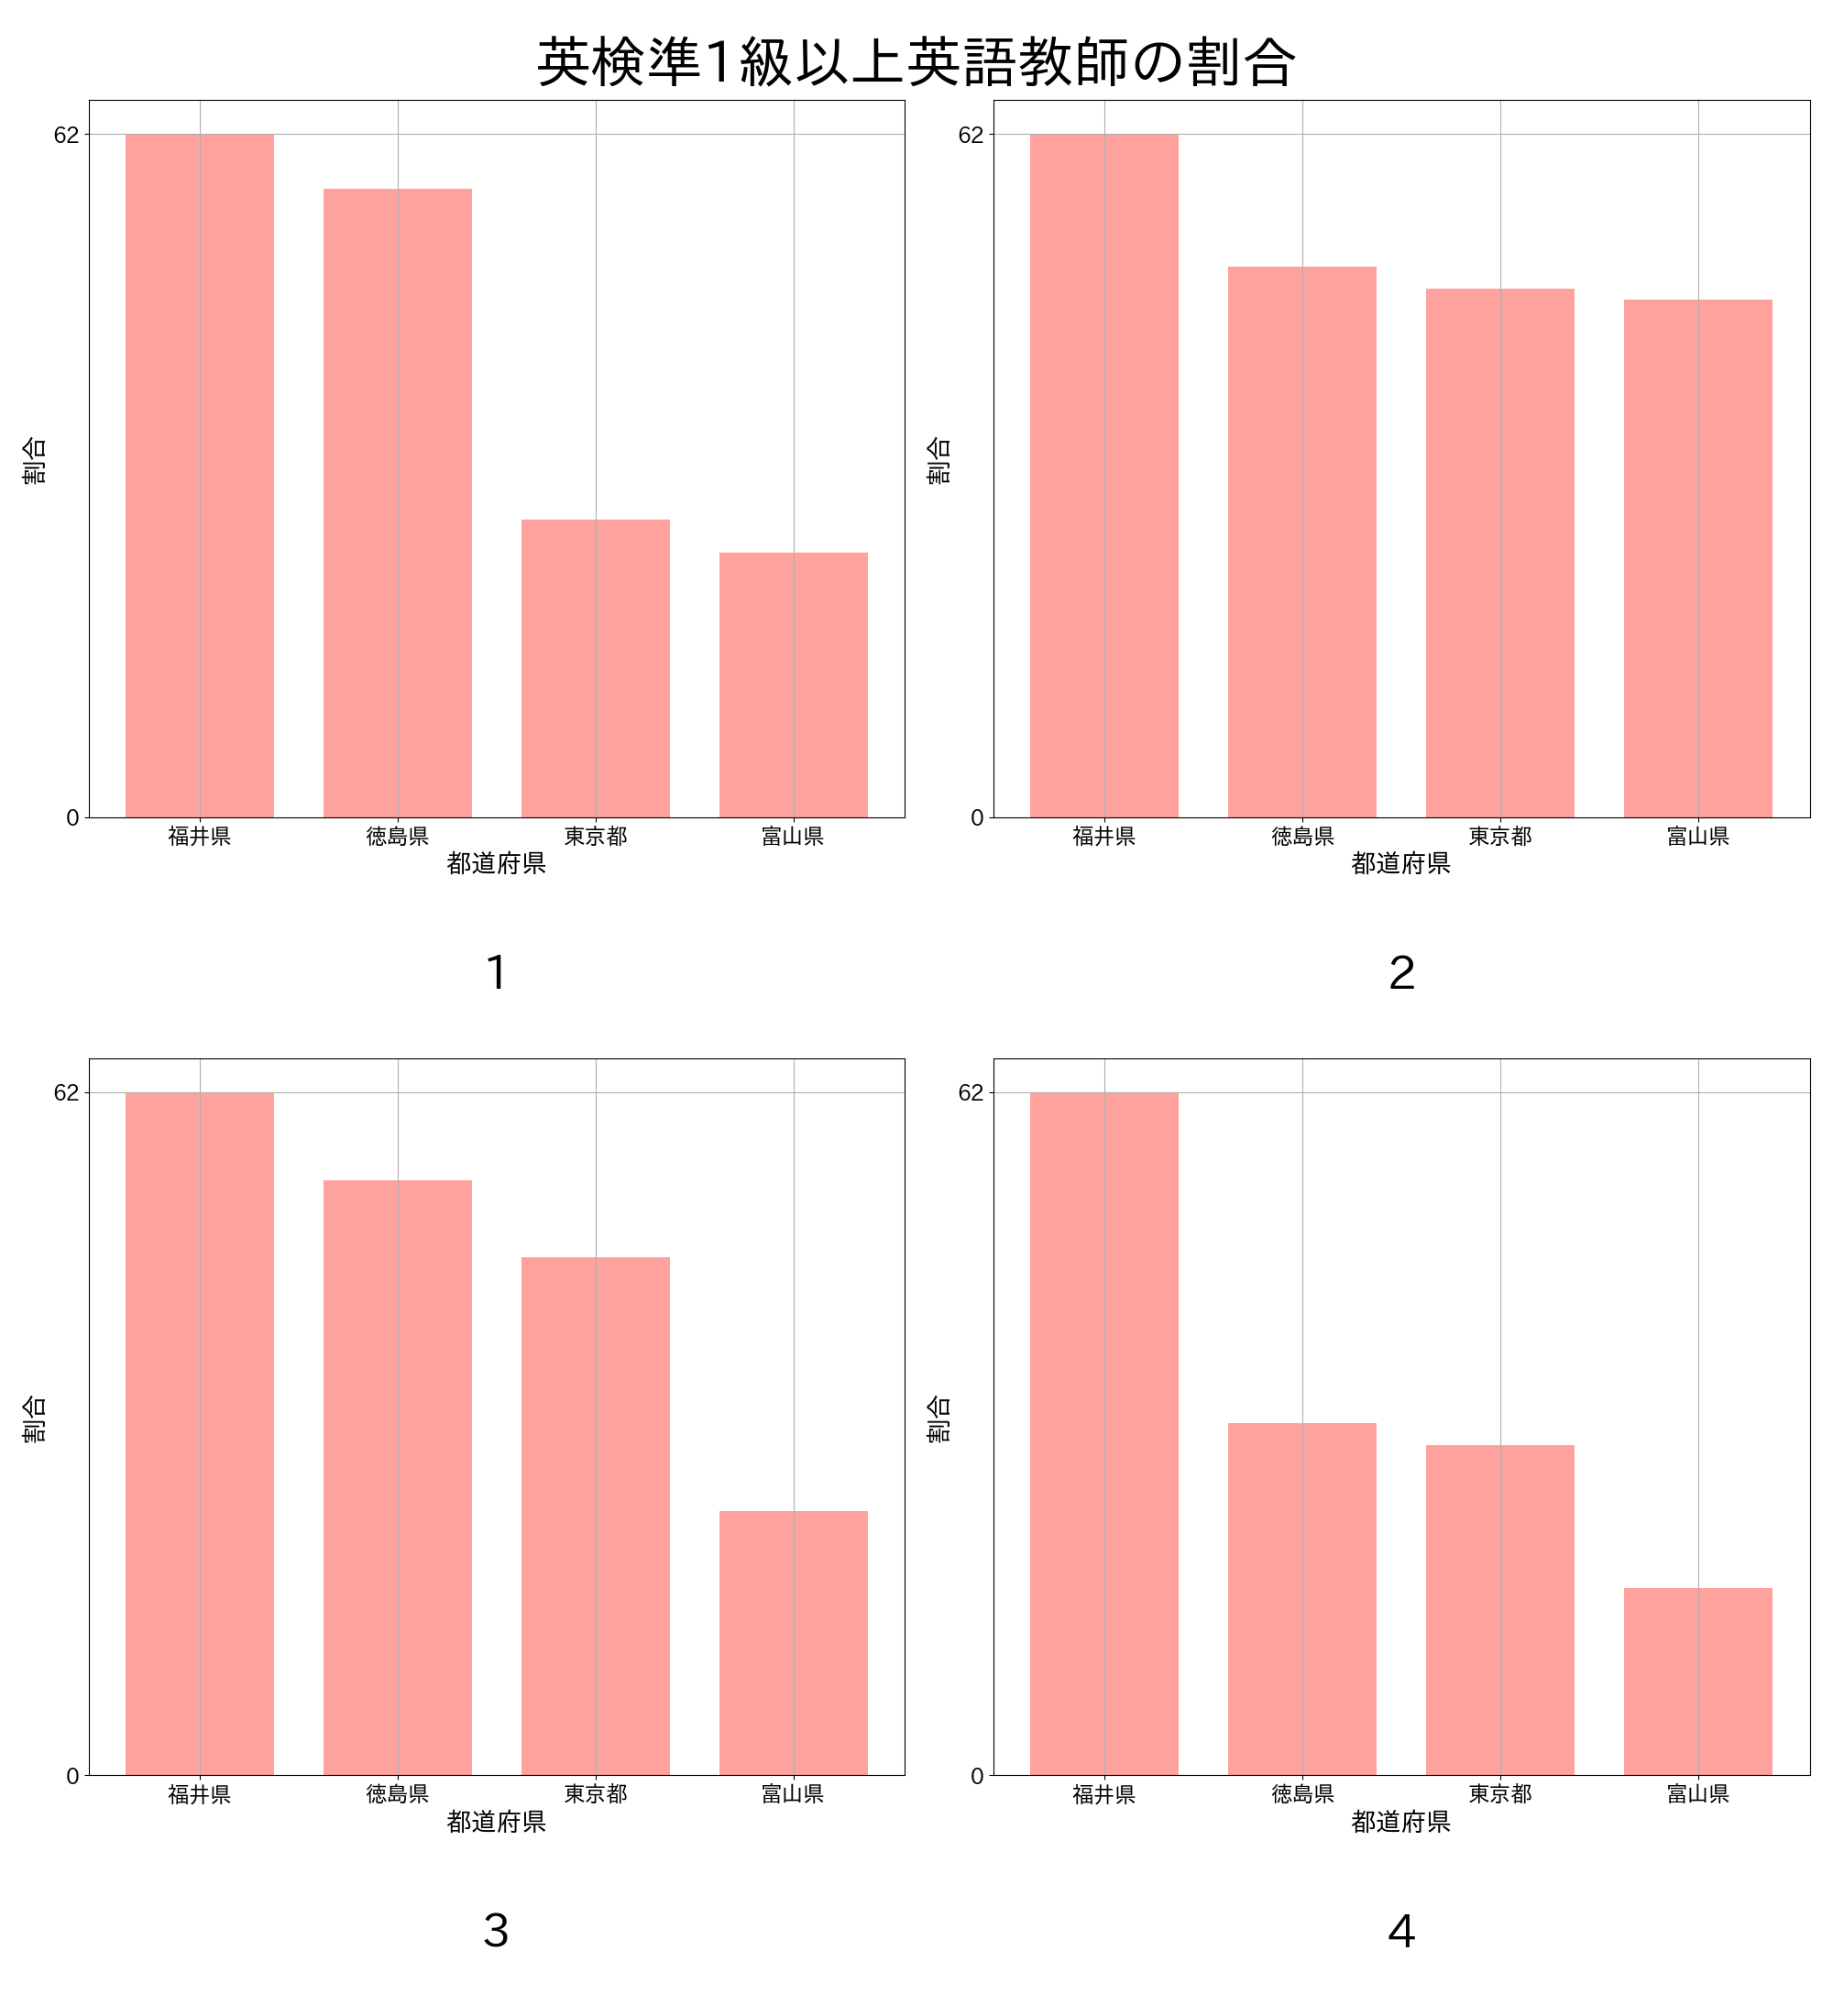 英検準1級以上英語教師の割合
62
0
割合
福井県 徳島県 東京都 富山県
都道府県
1
62
0
割合
福井県 徳島県 東京都 富山県
都道府県
2
62
0
割合
福井県 徳島県 東京都 富山県
都道府県
3
62
0
割合
福井県 徳島県 東京都 富山県
都道府県
4